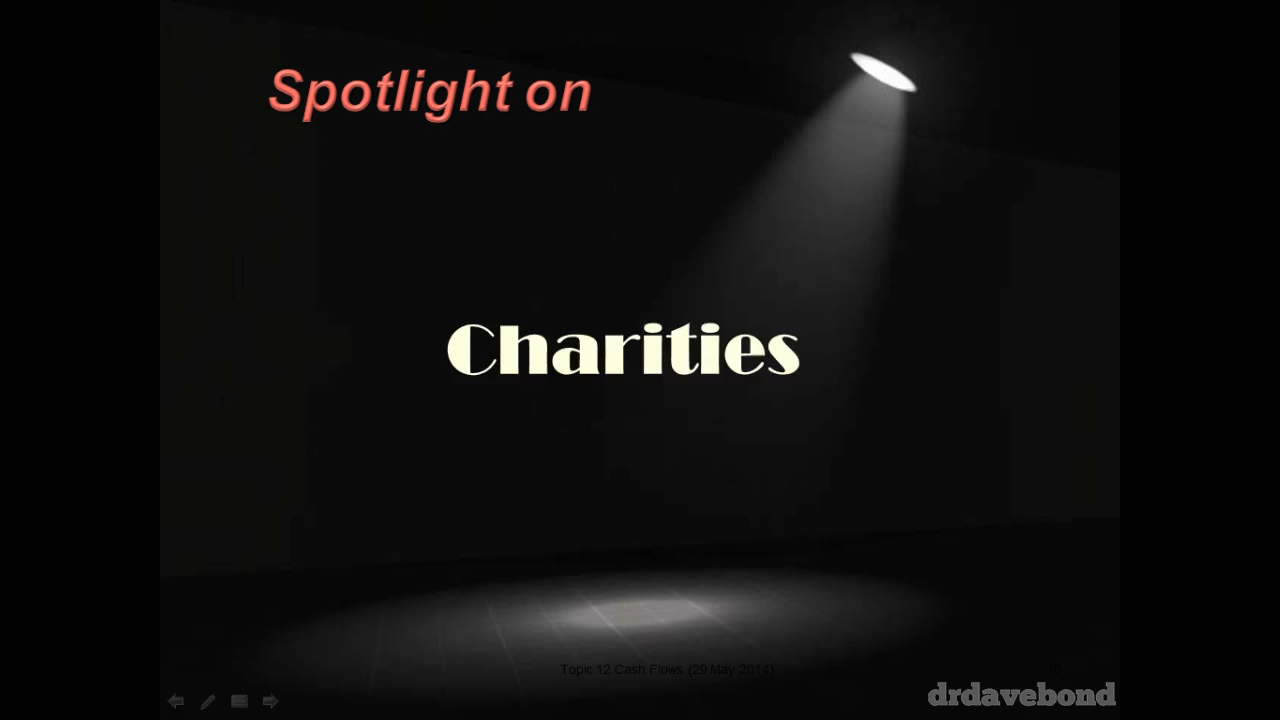 Spotlight on
Charities
Topic 12 Cash Flows (29 May 2014)
drdavebond